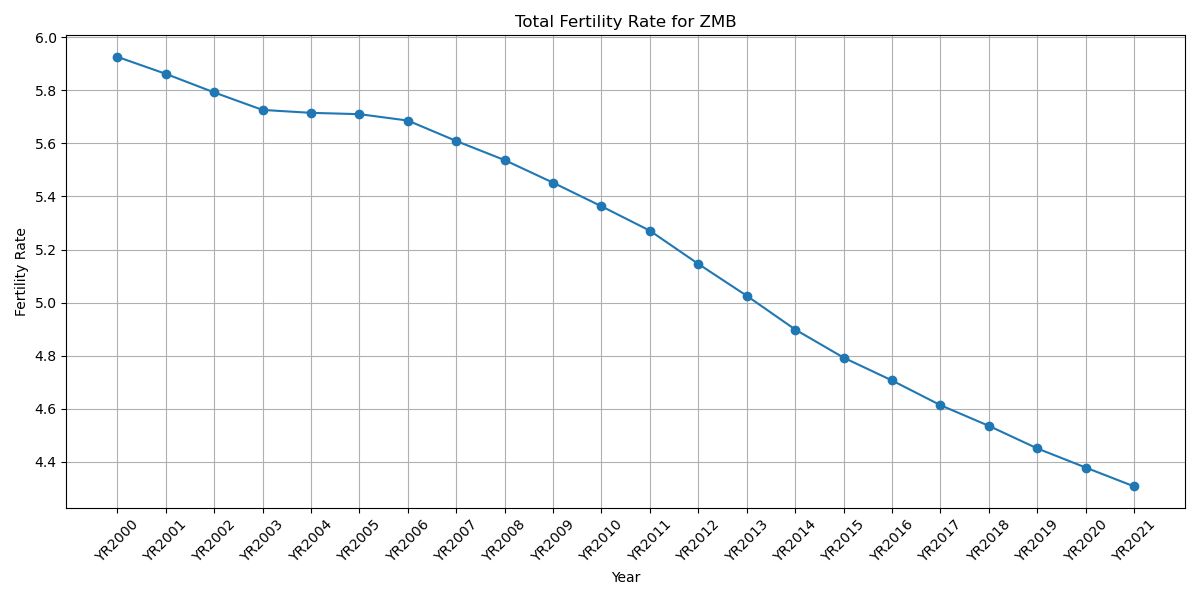 Total Fertility Rate for ZMB
Fertility Rate
6.0
5.8
5.6
5.4
5.2
5.0
4.8
4.6
4.4
YR2000
YR2001
YR2002
YR2003
YR2004
YR2005
YR2006
YR2007
YR2008
YR2009
YR2010
YR2011
YR2012
YR2013
YR2014
YR2015
YR2016
YR2017
YR2018
YR2019
YR2020
YR2021
Year